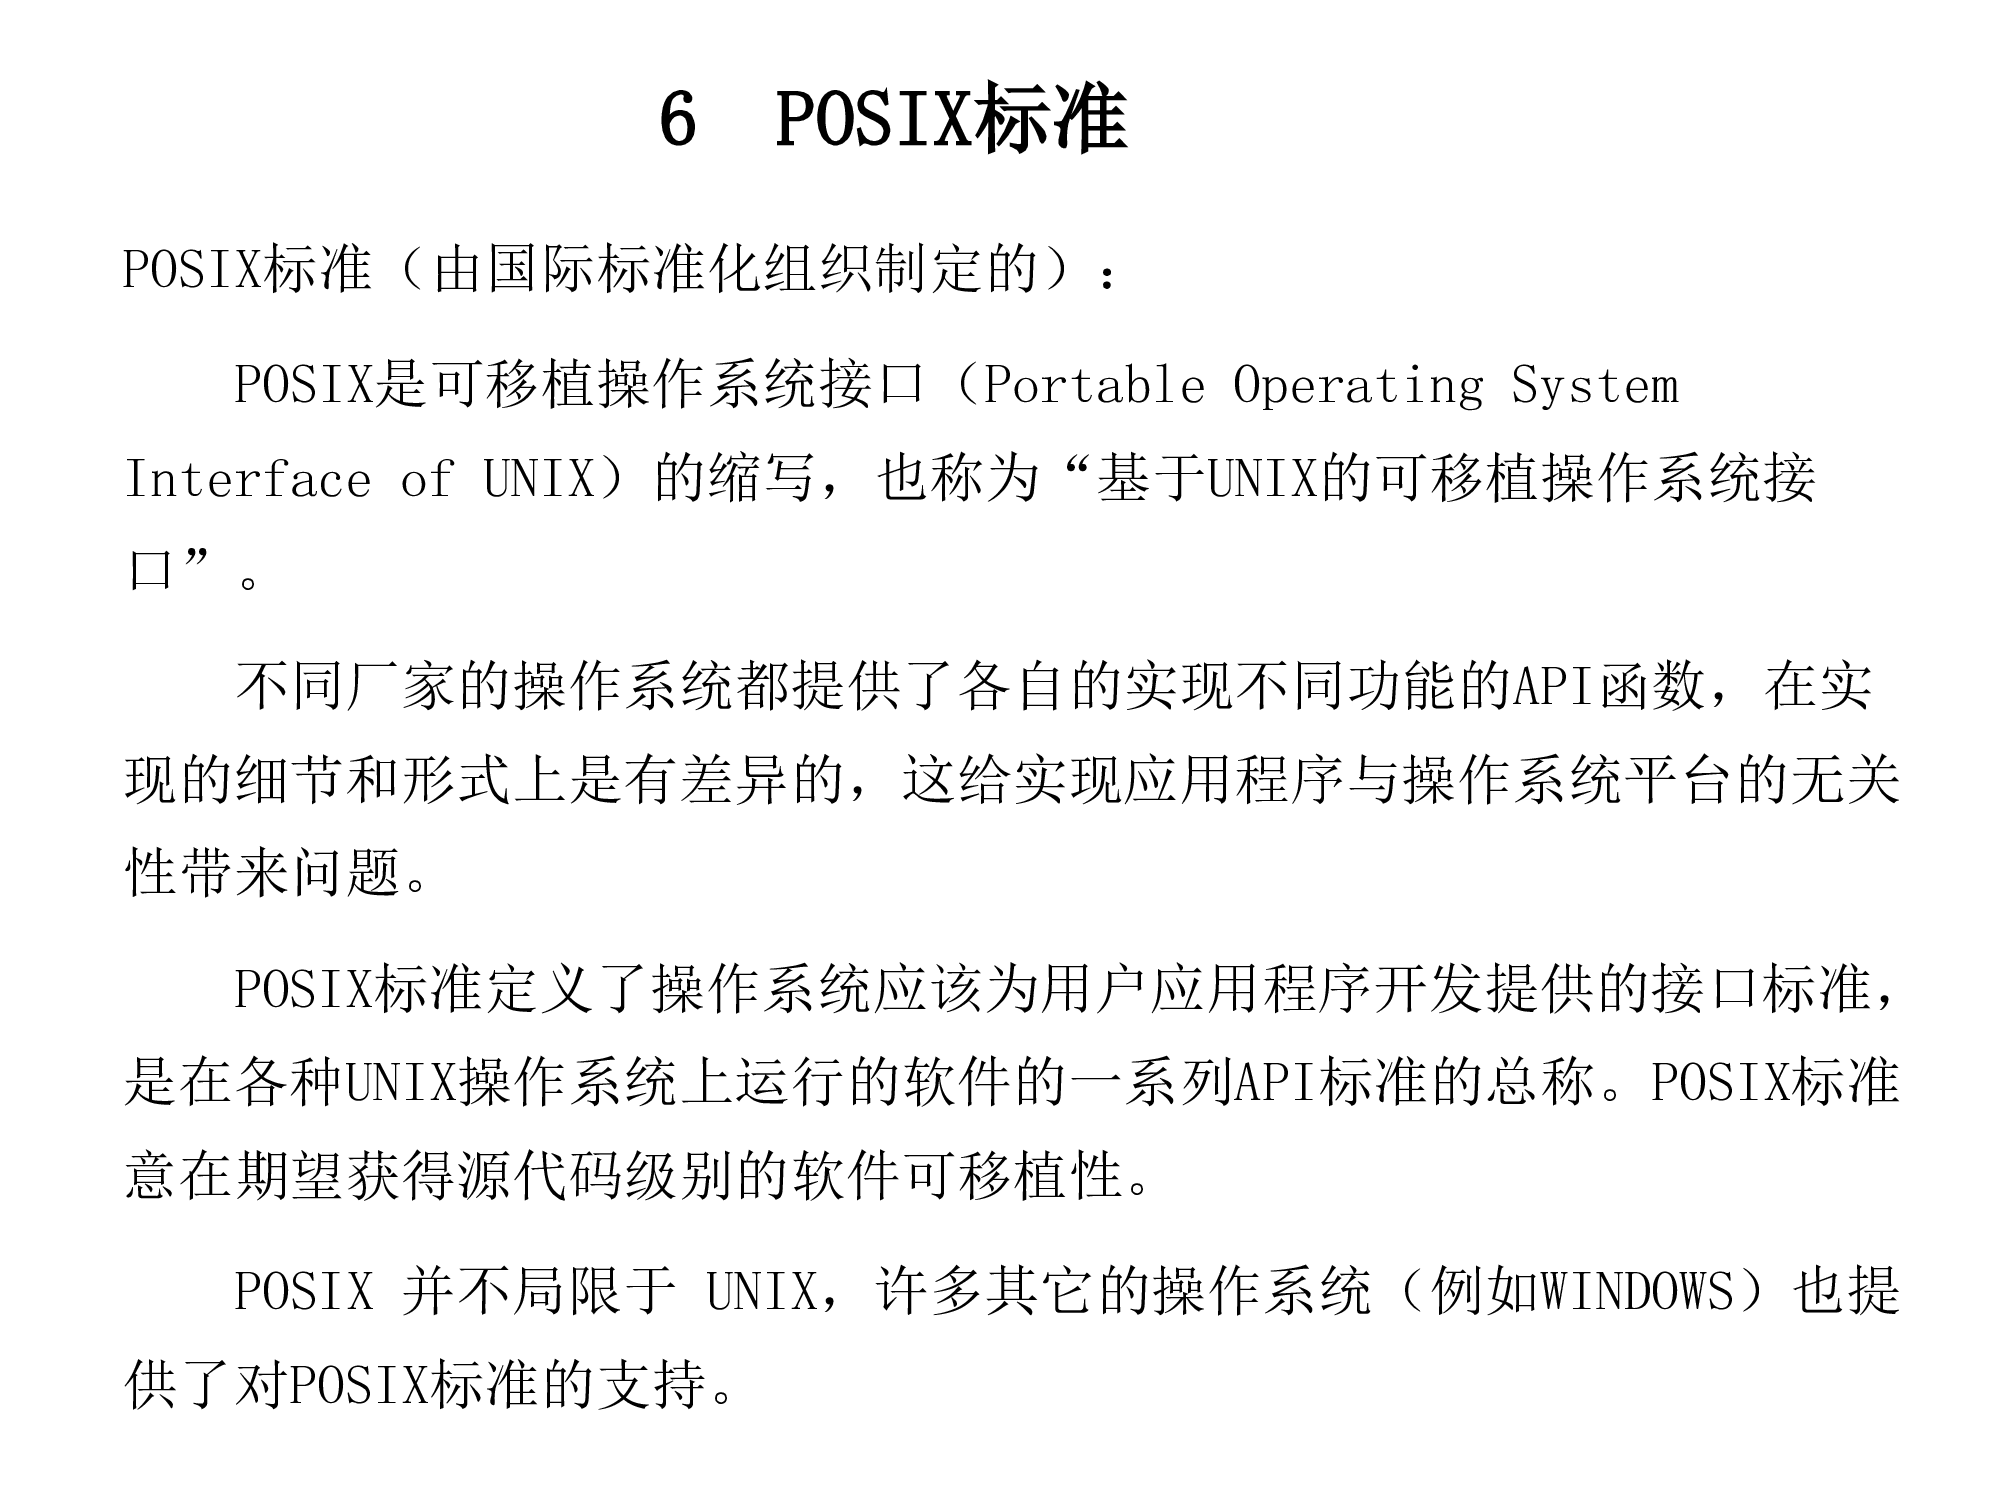 6  POSIX标准
POSIX标准（由国际标准化组织制定的）：
POSIX是可移植操作系统接口（Portable Operating System
Interface of UNIX）的缩写，也称为“基于UNIX的可移植操作系统接
口”。
不同厂家的操作系统都提供了各自的实现不同功能的API函数，在实
现的细节和形式上是有差异的，这给实现应用程序与操作系统平台的无关
性带来问题。
POSIX标准定义了操作系统应该为用户应用程序开发提供的接口标准，
是在各种UNIX操作系统上运行的软件的一系列API标准的总称。POSIX标准
意在期望获得源代码级别的软件可移植性。
POSIX 并不局限于 UNIX，许多其它的操作系统（例如WINDOWS）也提
供了对POSIX标准的支持。